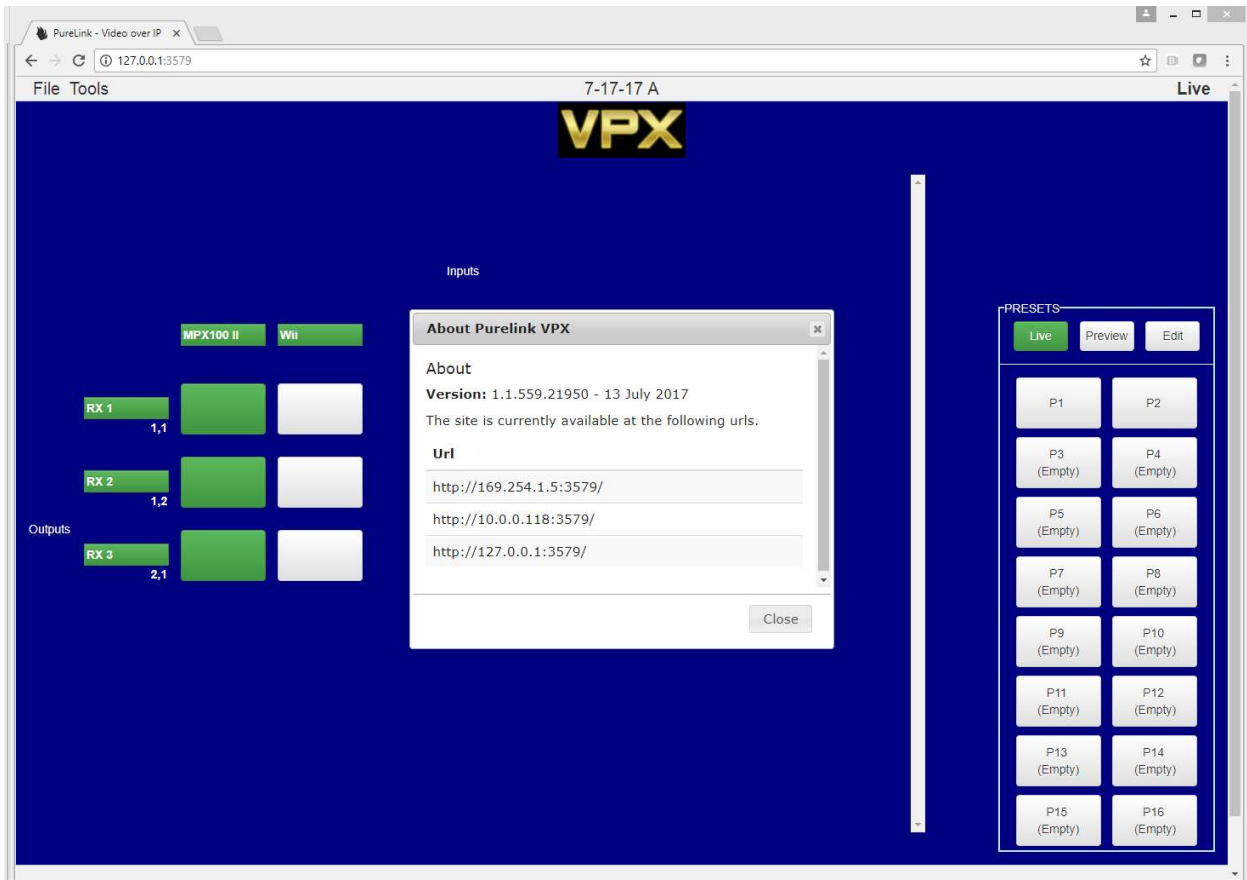 PureLink - Video over IP
127.0.0.1:3579
File Tools 7-17-17 A Live
VPX
Inputs
MPX100 II Wii
RX 1
1,1
RX 2
1,2
Outputs
RX 3
2,1
About Purelink VPX
About
Version: 1.1.559.21950 - 13 July 2017
The site is currently available at the following urls.
Url
http://169.254.1.5:3579/
http://10.0.0.118:3579/
http://127.0.0.1:3579/
Close
PRESETS
Live Preview Edit
P1 P2
P3 P4
(Empty) (Empty)
P5 P6
(Empty) (Empty)
P7 P8
(Empty) (Empty)
P9 P10
(Empty) (Empty)
P11 P12
(Empty) (Empty)
P13 P14
(Empty) (Empty)
P15 P16
(Empty) (Empty)